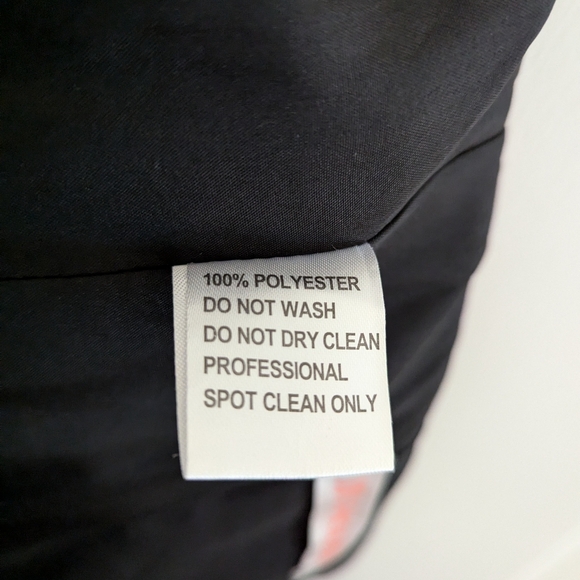 100% POLYESTER
DO NOT WASH
DO NOT DRY CLEAN
PROFESSIONAL
SPOT CLEAN ONLY